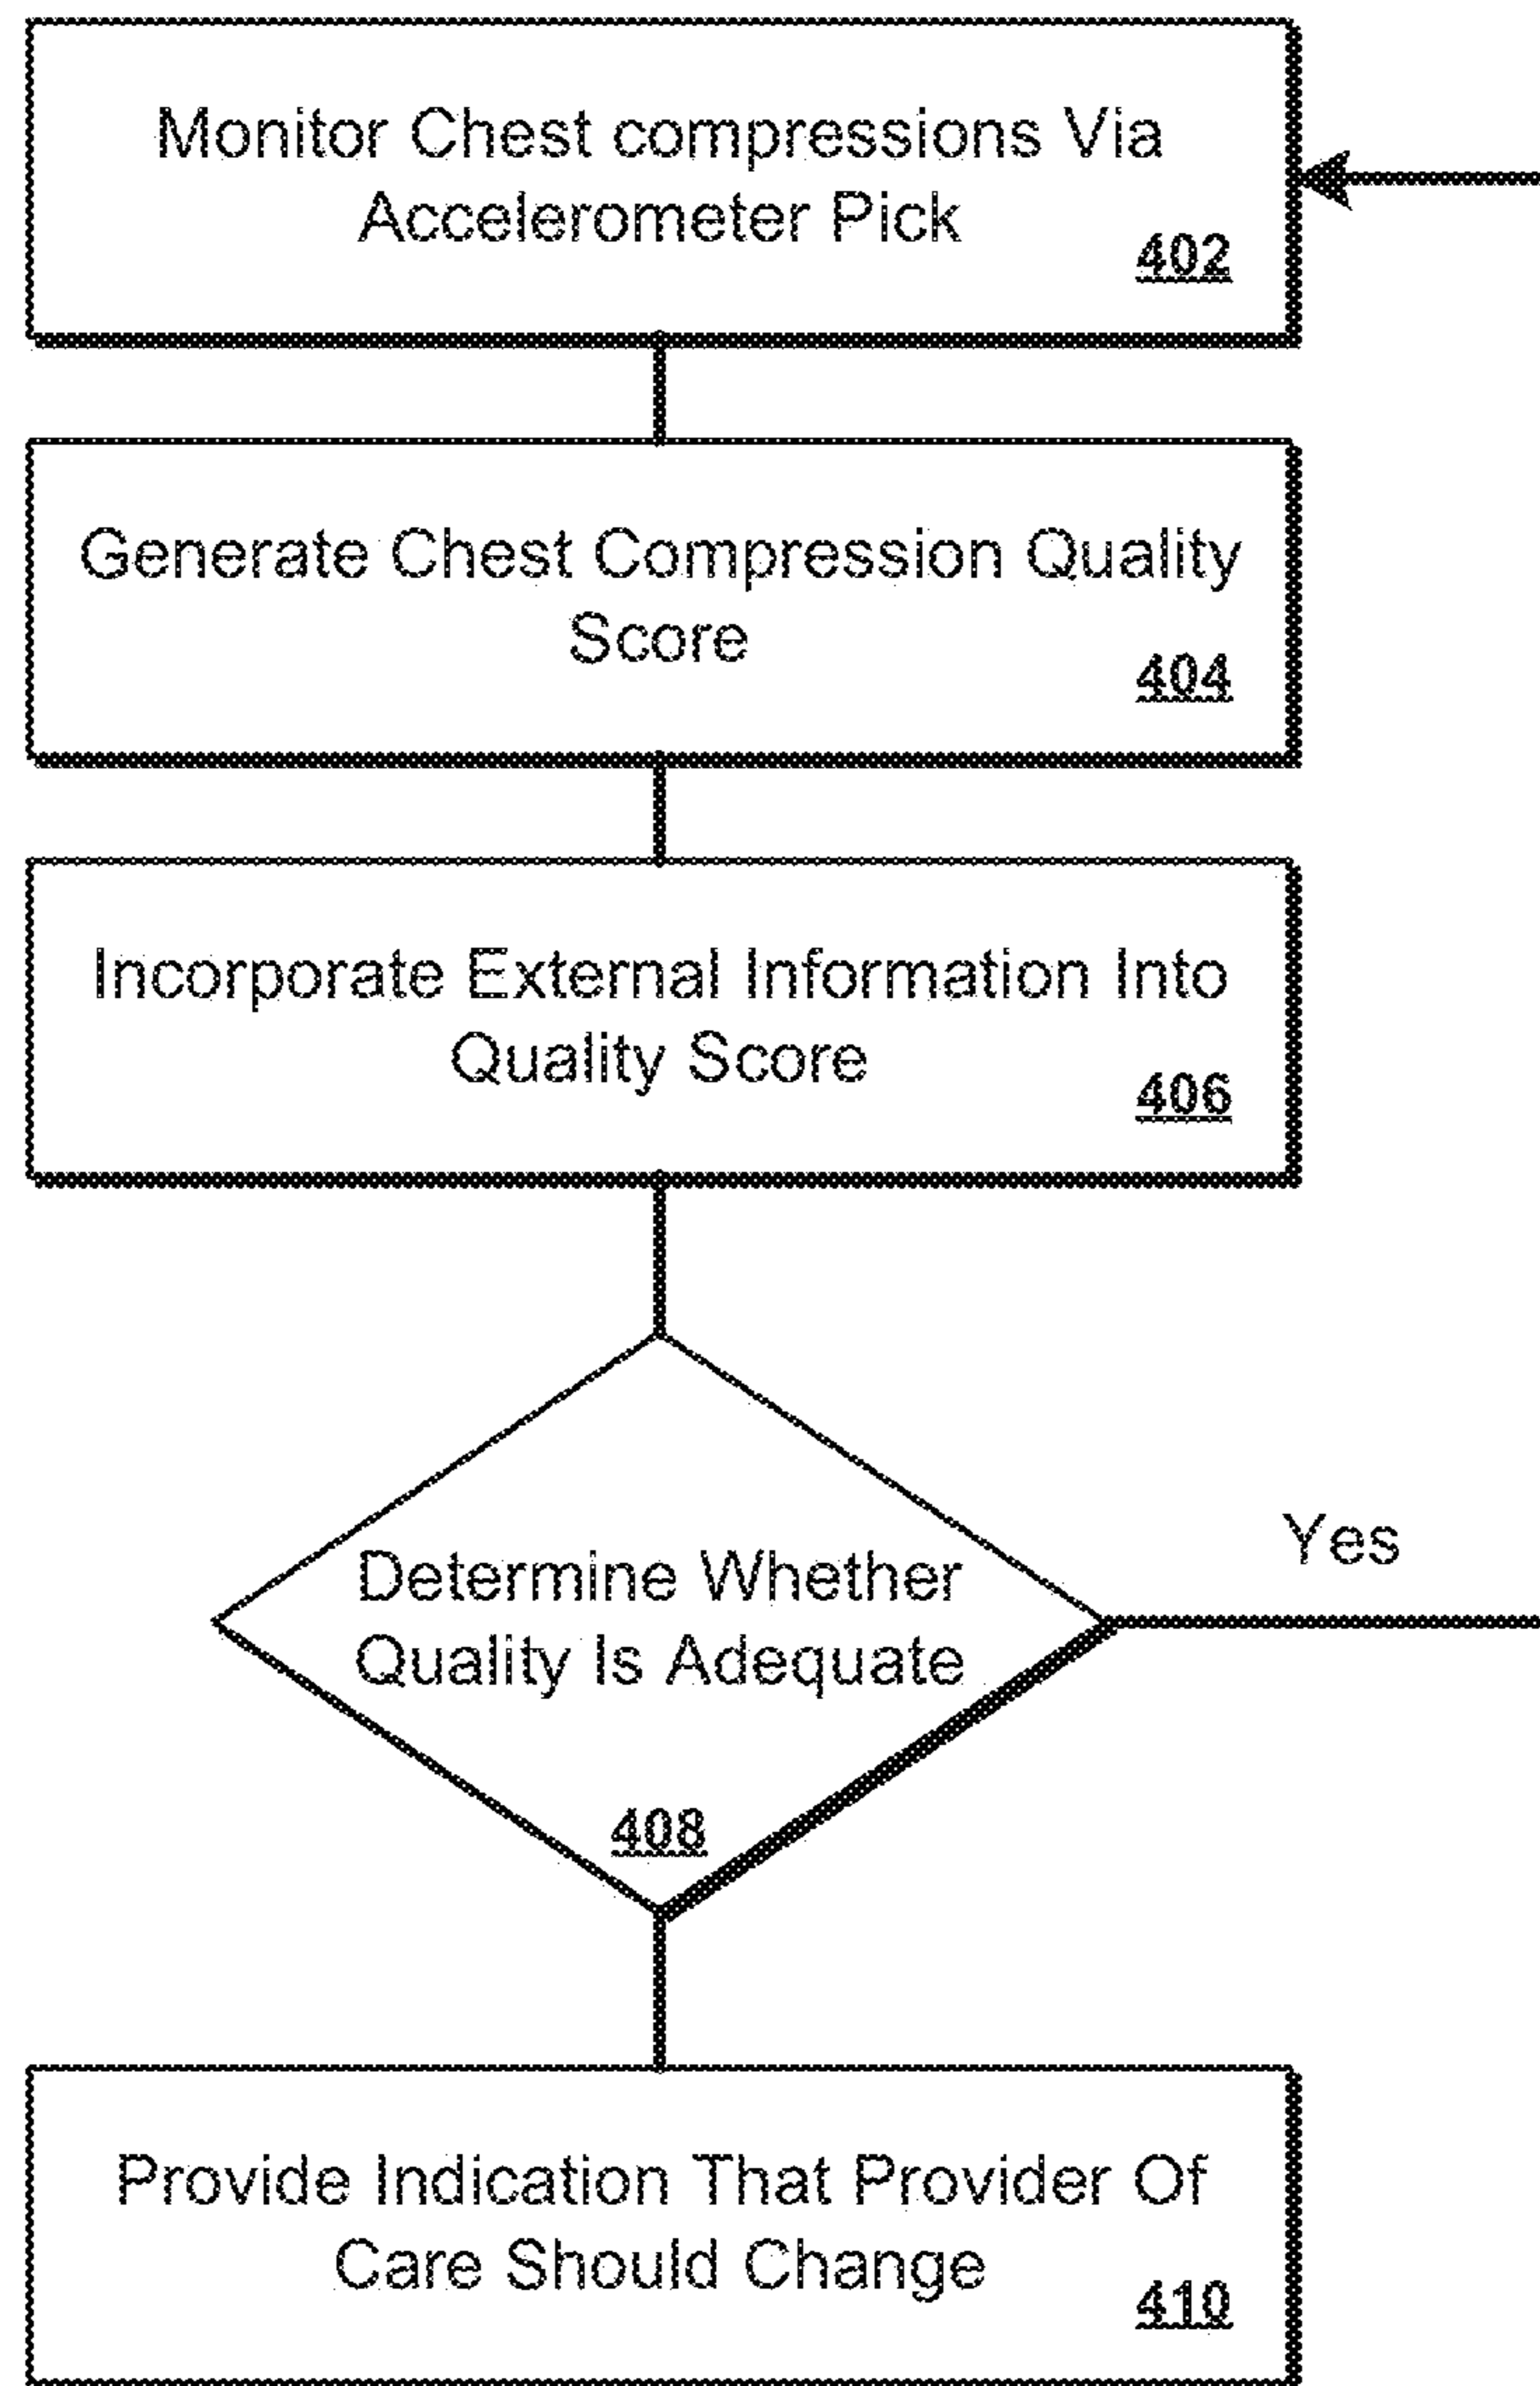 Monitor Chest compressions Via
Accelerometer Pick
402
Generate Chest Compression Quality
Score
404
Incorporate External Information Into
Quality Score
406
Yes
Determine Whether
Quality Is Adequate
408
Provide Indication That Provider Of
Care Should Change
410